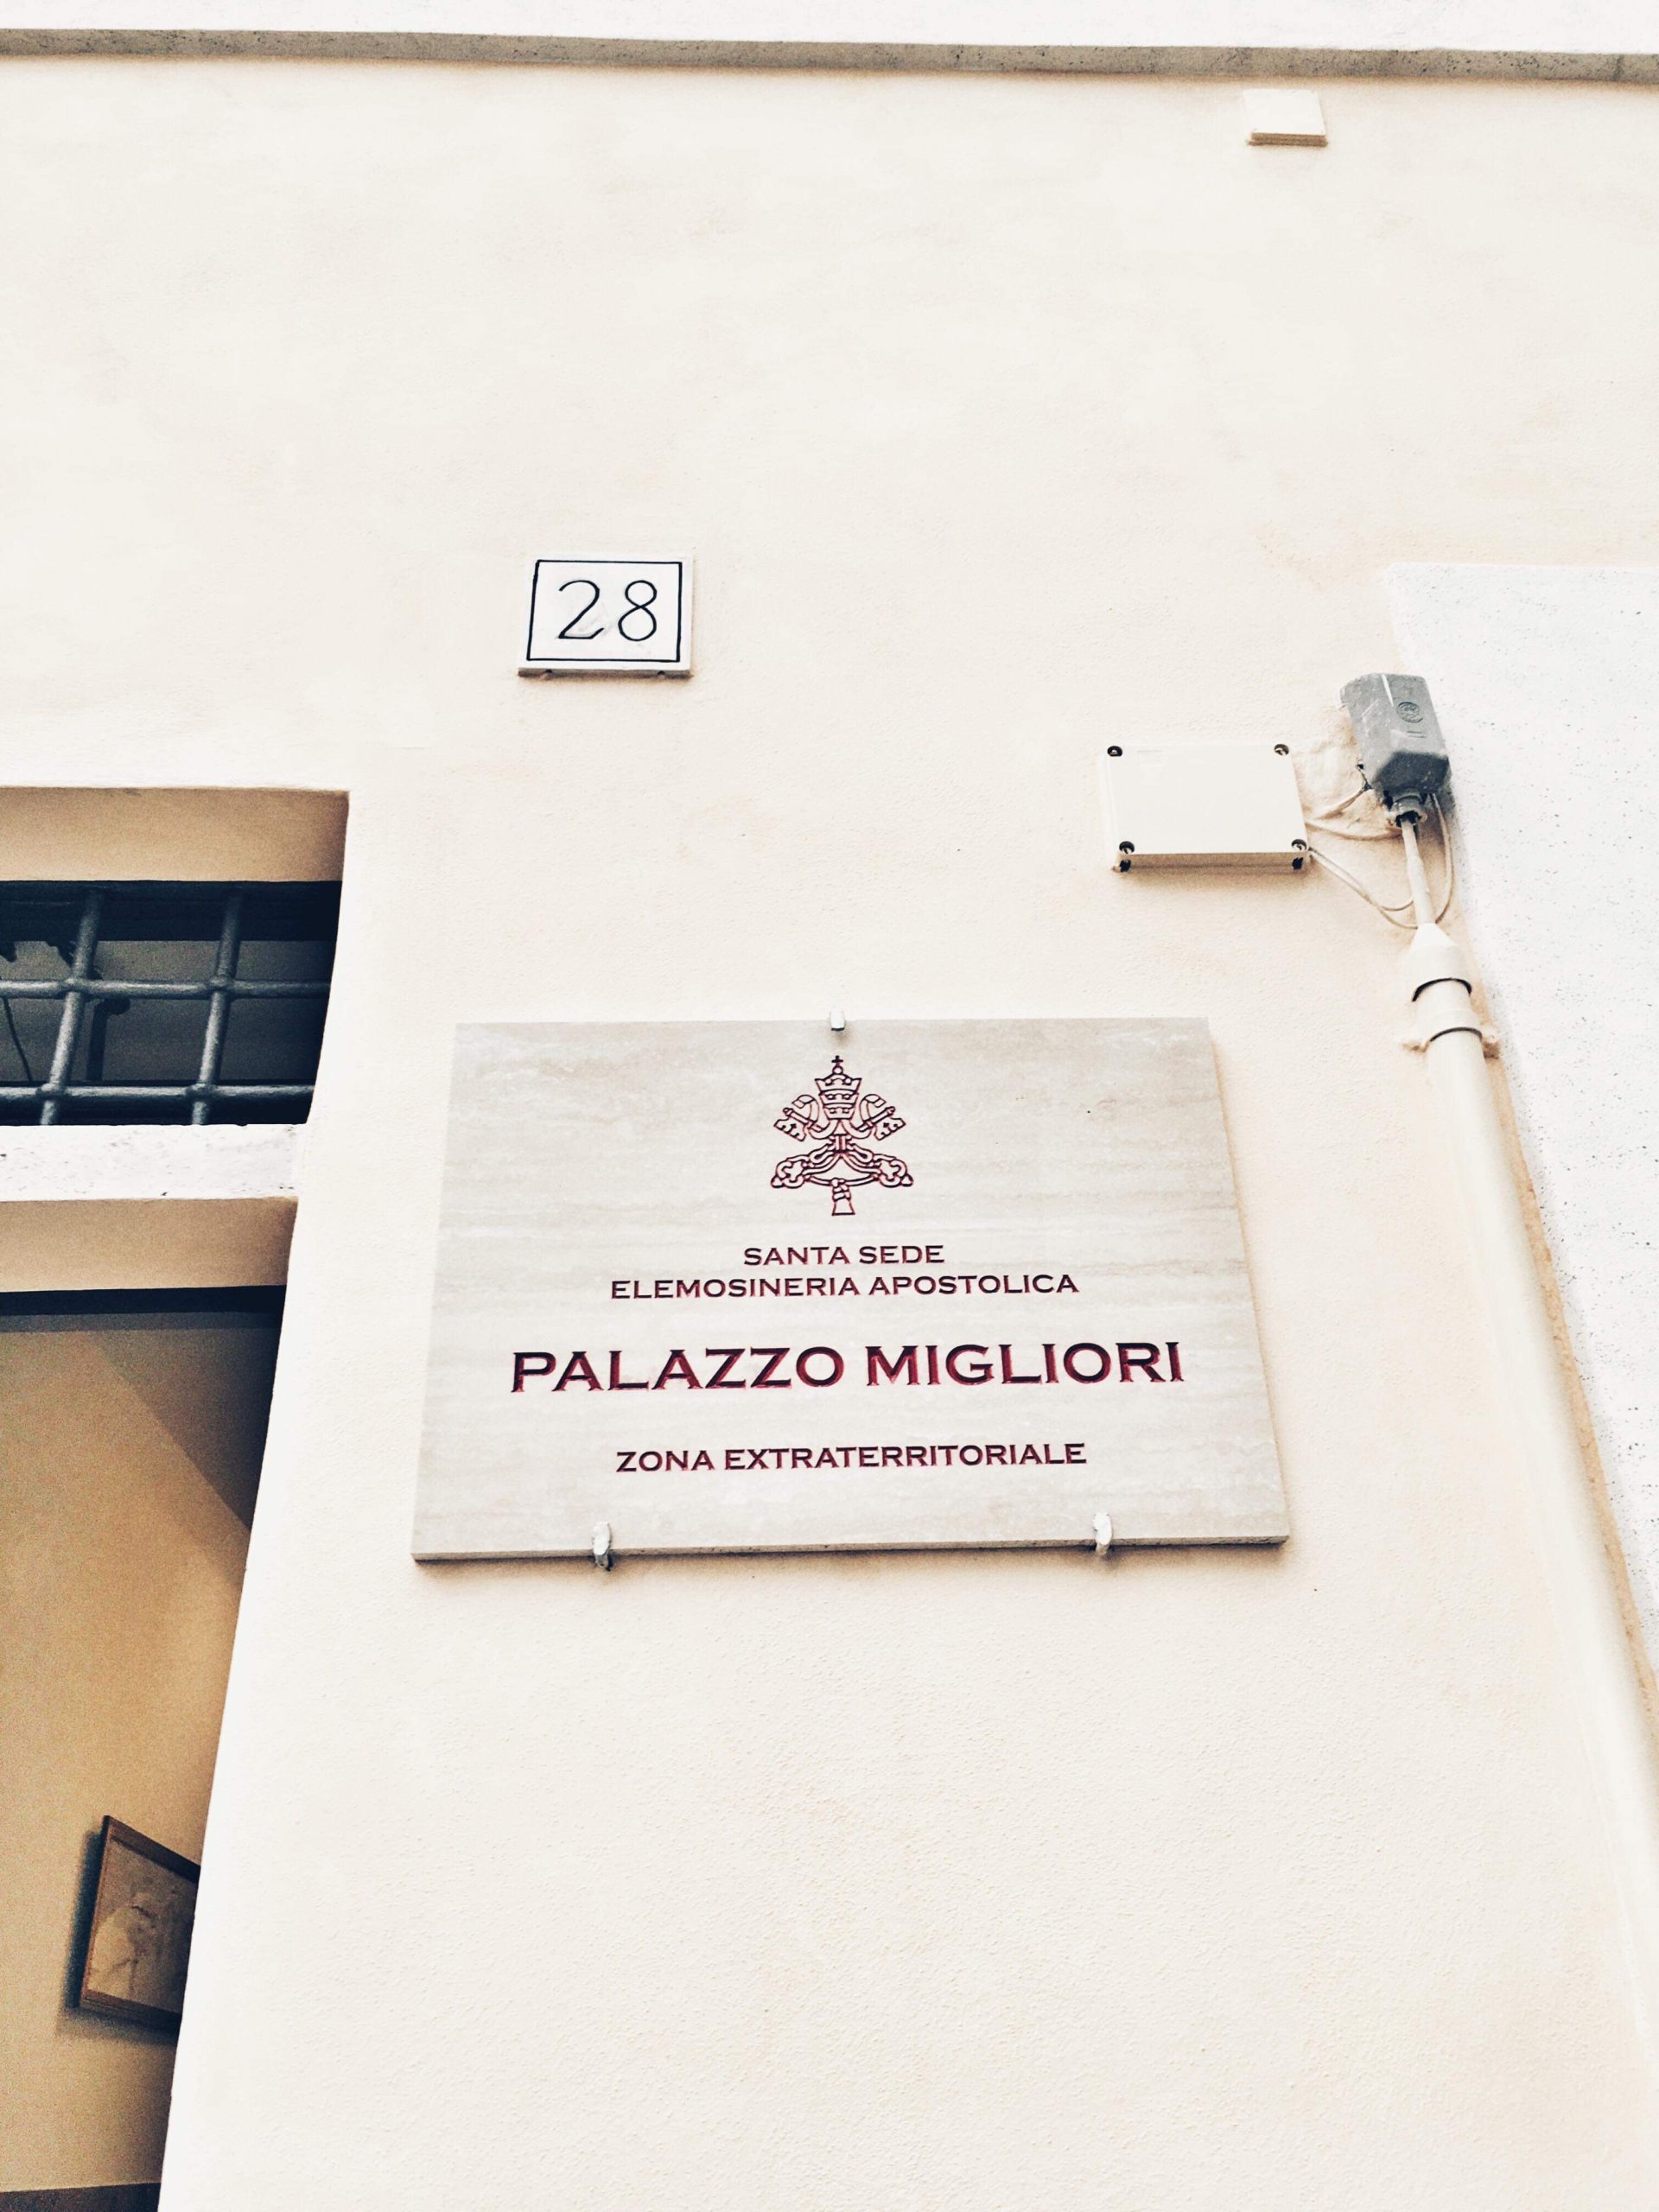 28
SANTA SEDE
ELEMOSINERIA APOSTOLICA
PALAZZO MIGLIORI
ZONA EXTRATERRITORIALE